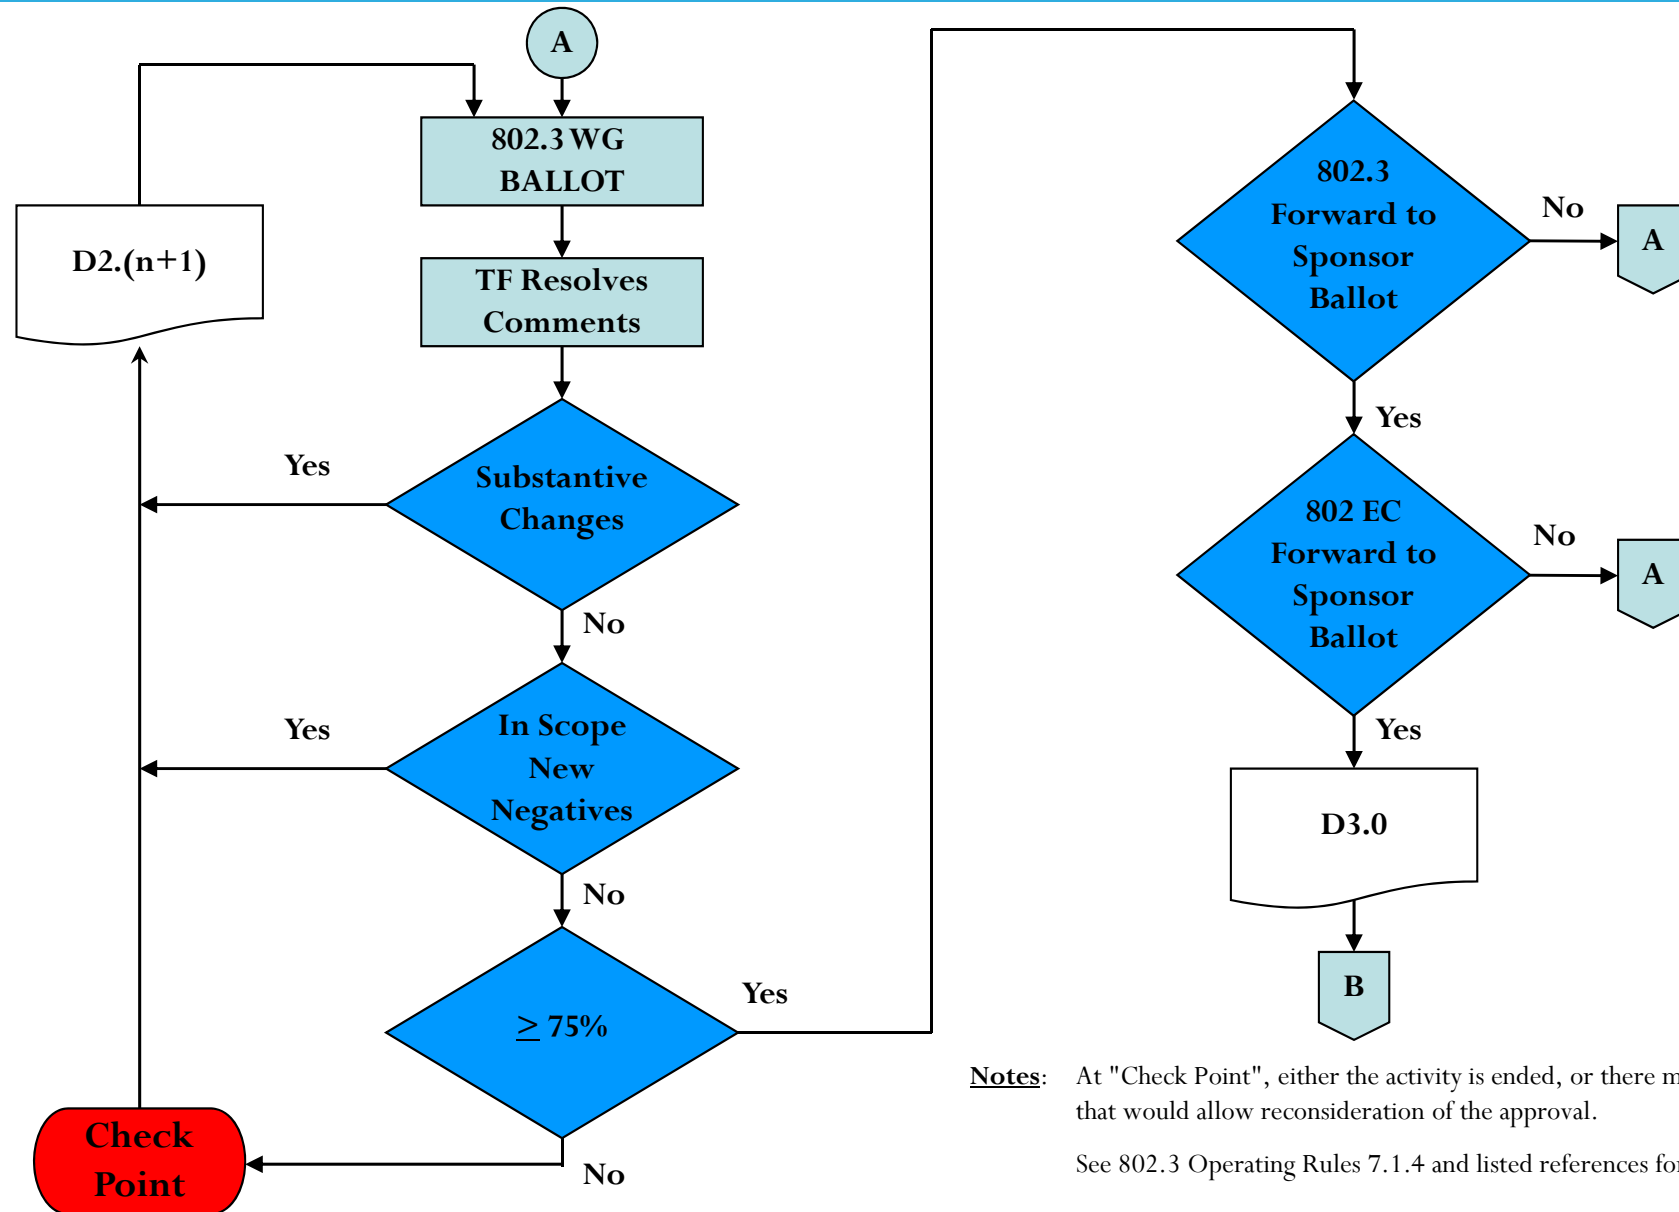 A
802.3 WG
BALLOT
D2.(n+1)
TF Resolves
Comments
Yes
Substantive
Changes
No
Yes
In Scope
New
Negatives
No
≥ 75%
Yes
No
Check
Point
802.3
Forward to
Sponsor
Ballot
No
A
Yes
802 EC
Forward to
Sponsor
Ballot
No
A
Yes
D3.0
B
Notes: At "Check Point", either the activity is ended, or there
that would allow reconsideration of the approval.
See 802.3 Operating Rules 7.1.4 and listed references for